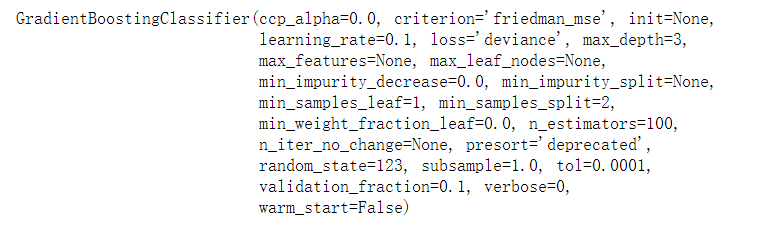 GradientBoostingClassifier(ccp_alpha=0.0, criterion='friedman_mse', init=None,
learning_rate=0.1, loss='deviance', max_depth=3,
max_features=None, max_leaf_nodes=None,
min_impurity_decrease=0.0, min_impurity_split=None,
min_samples_leaf=1, min_samples_split=2,
min_weight_fraction_leaf=0.0, n_estimators=100,
n_iter_no_change=None, presort='deprecated',
random_state=123, subsample=1.0, tol=0.0001,
validation_fraction=0.1, verbose=0,
warm_start=False)